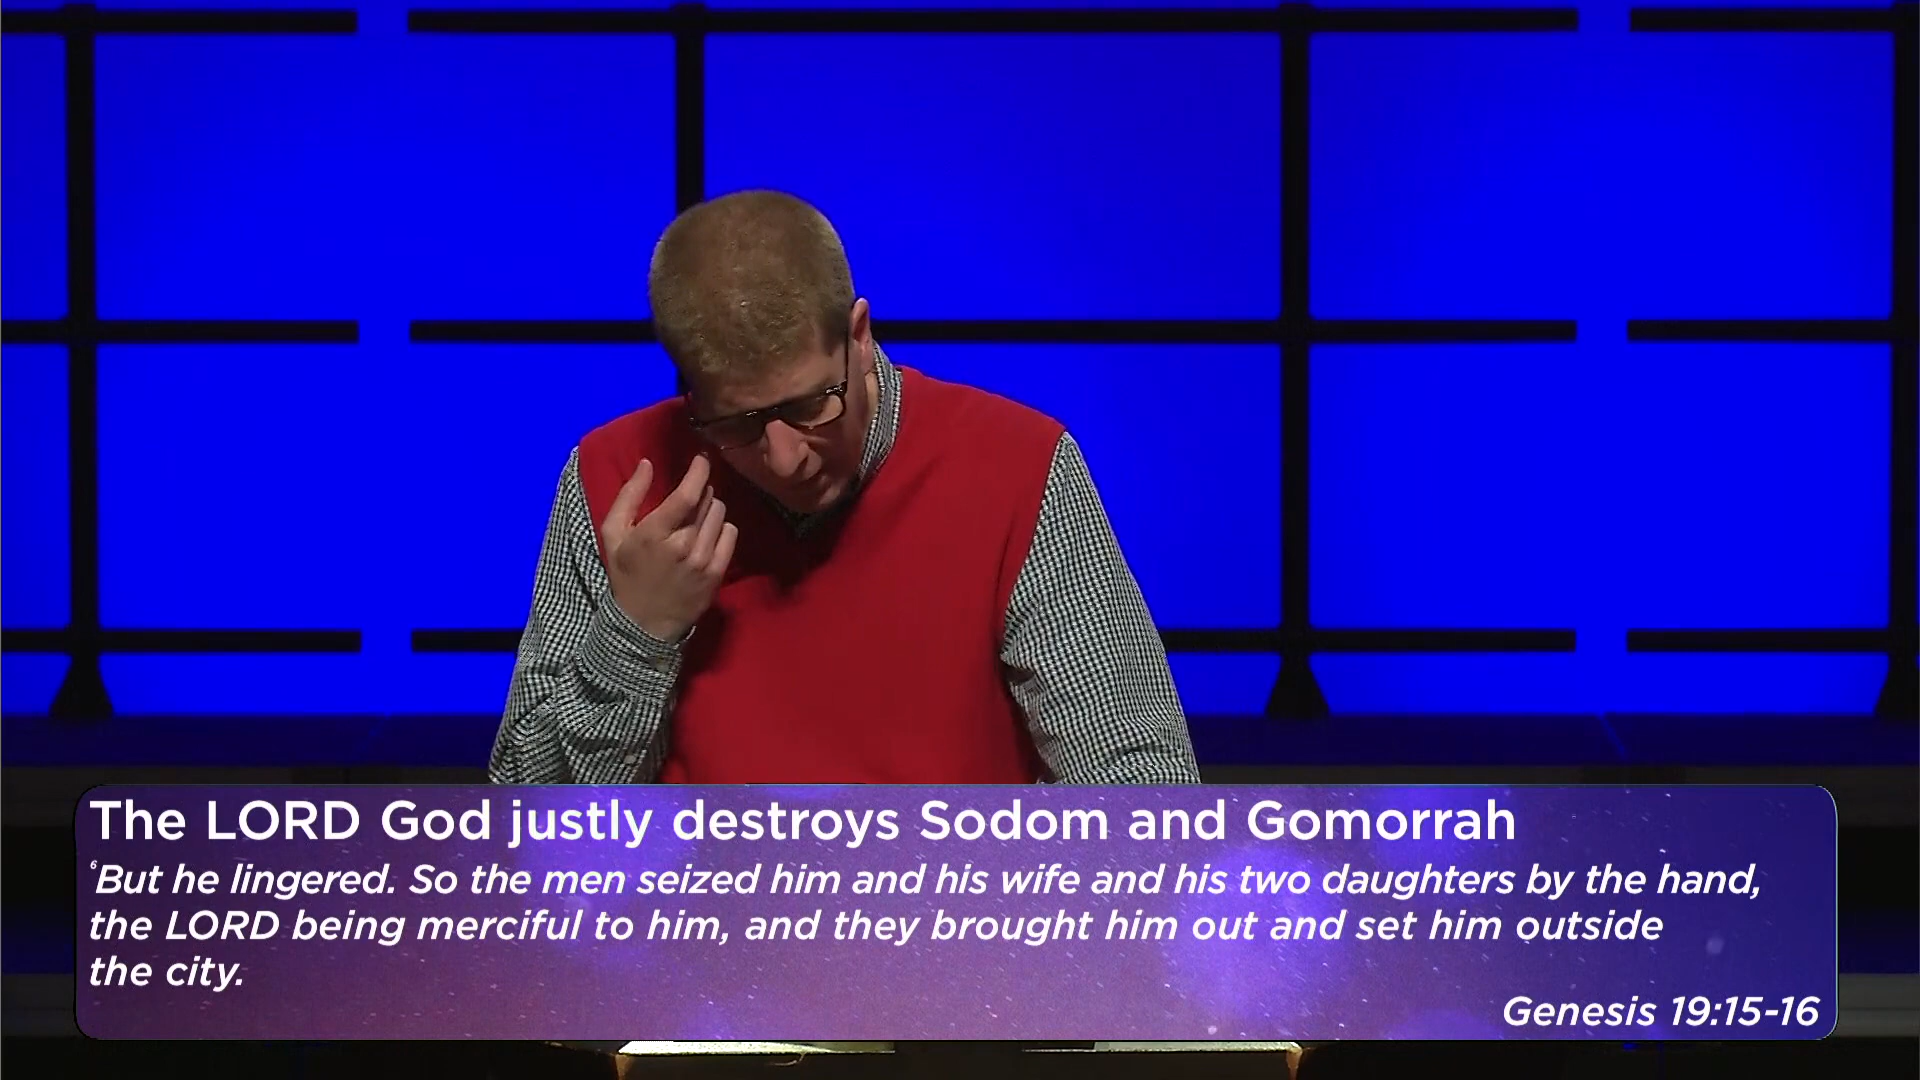 The LORD God justly destroys Sodom and Gomorrah
⁶But he lingered. So the men seized him and his wife and his two daughters by the hand,
the LORD being merciful to him, and they brought him out and set him outside
the city.
Genesis 19:15-16